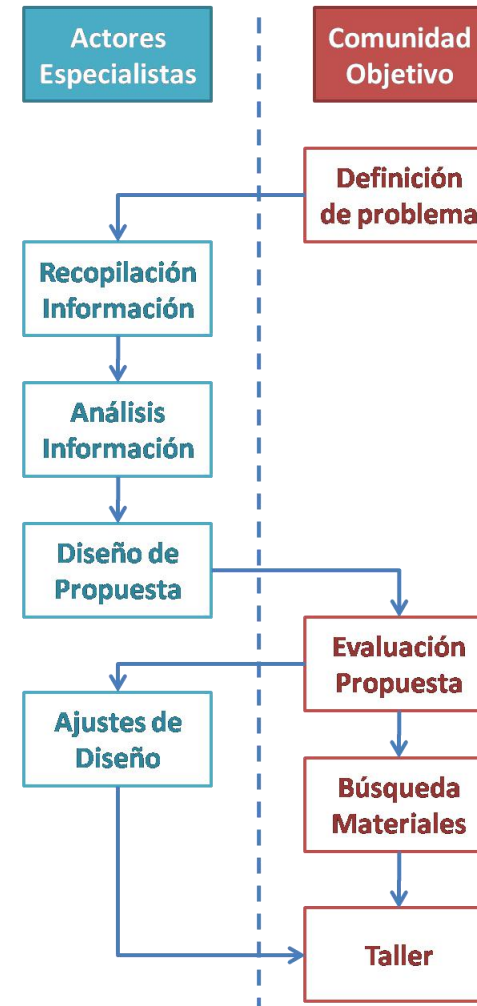 Actores
Especialistas
Comunidad
Objetivo
Definición
de problema
Recopilación
Información
Análisis
Información
Diseño de
Propuesta
Evaluación
Propuesta
Ajustes de
Diseño
Búsqueda
Materiales
Taller